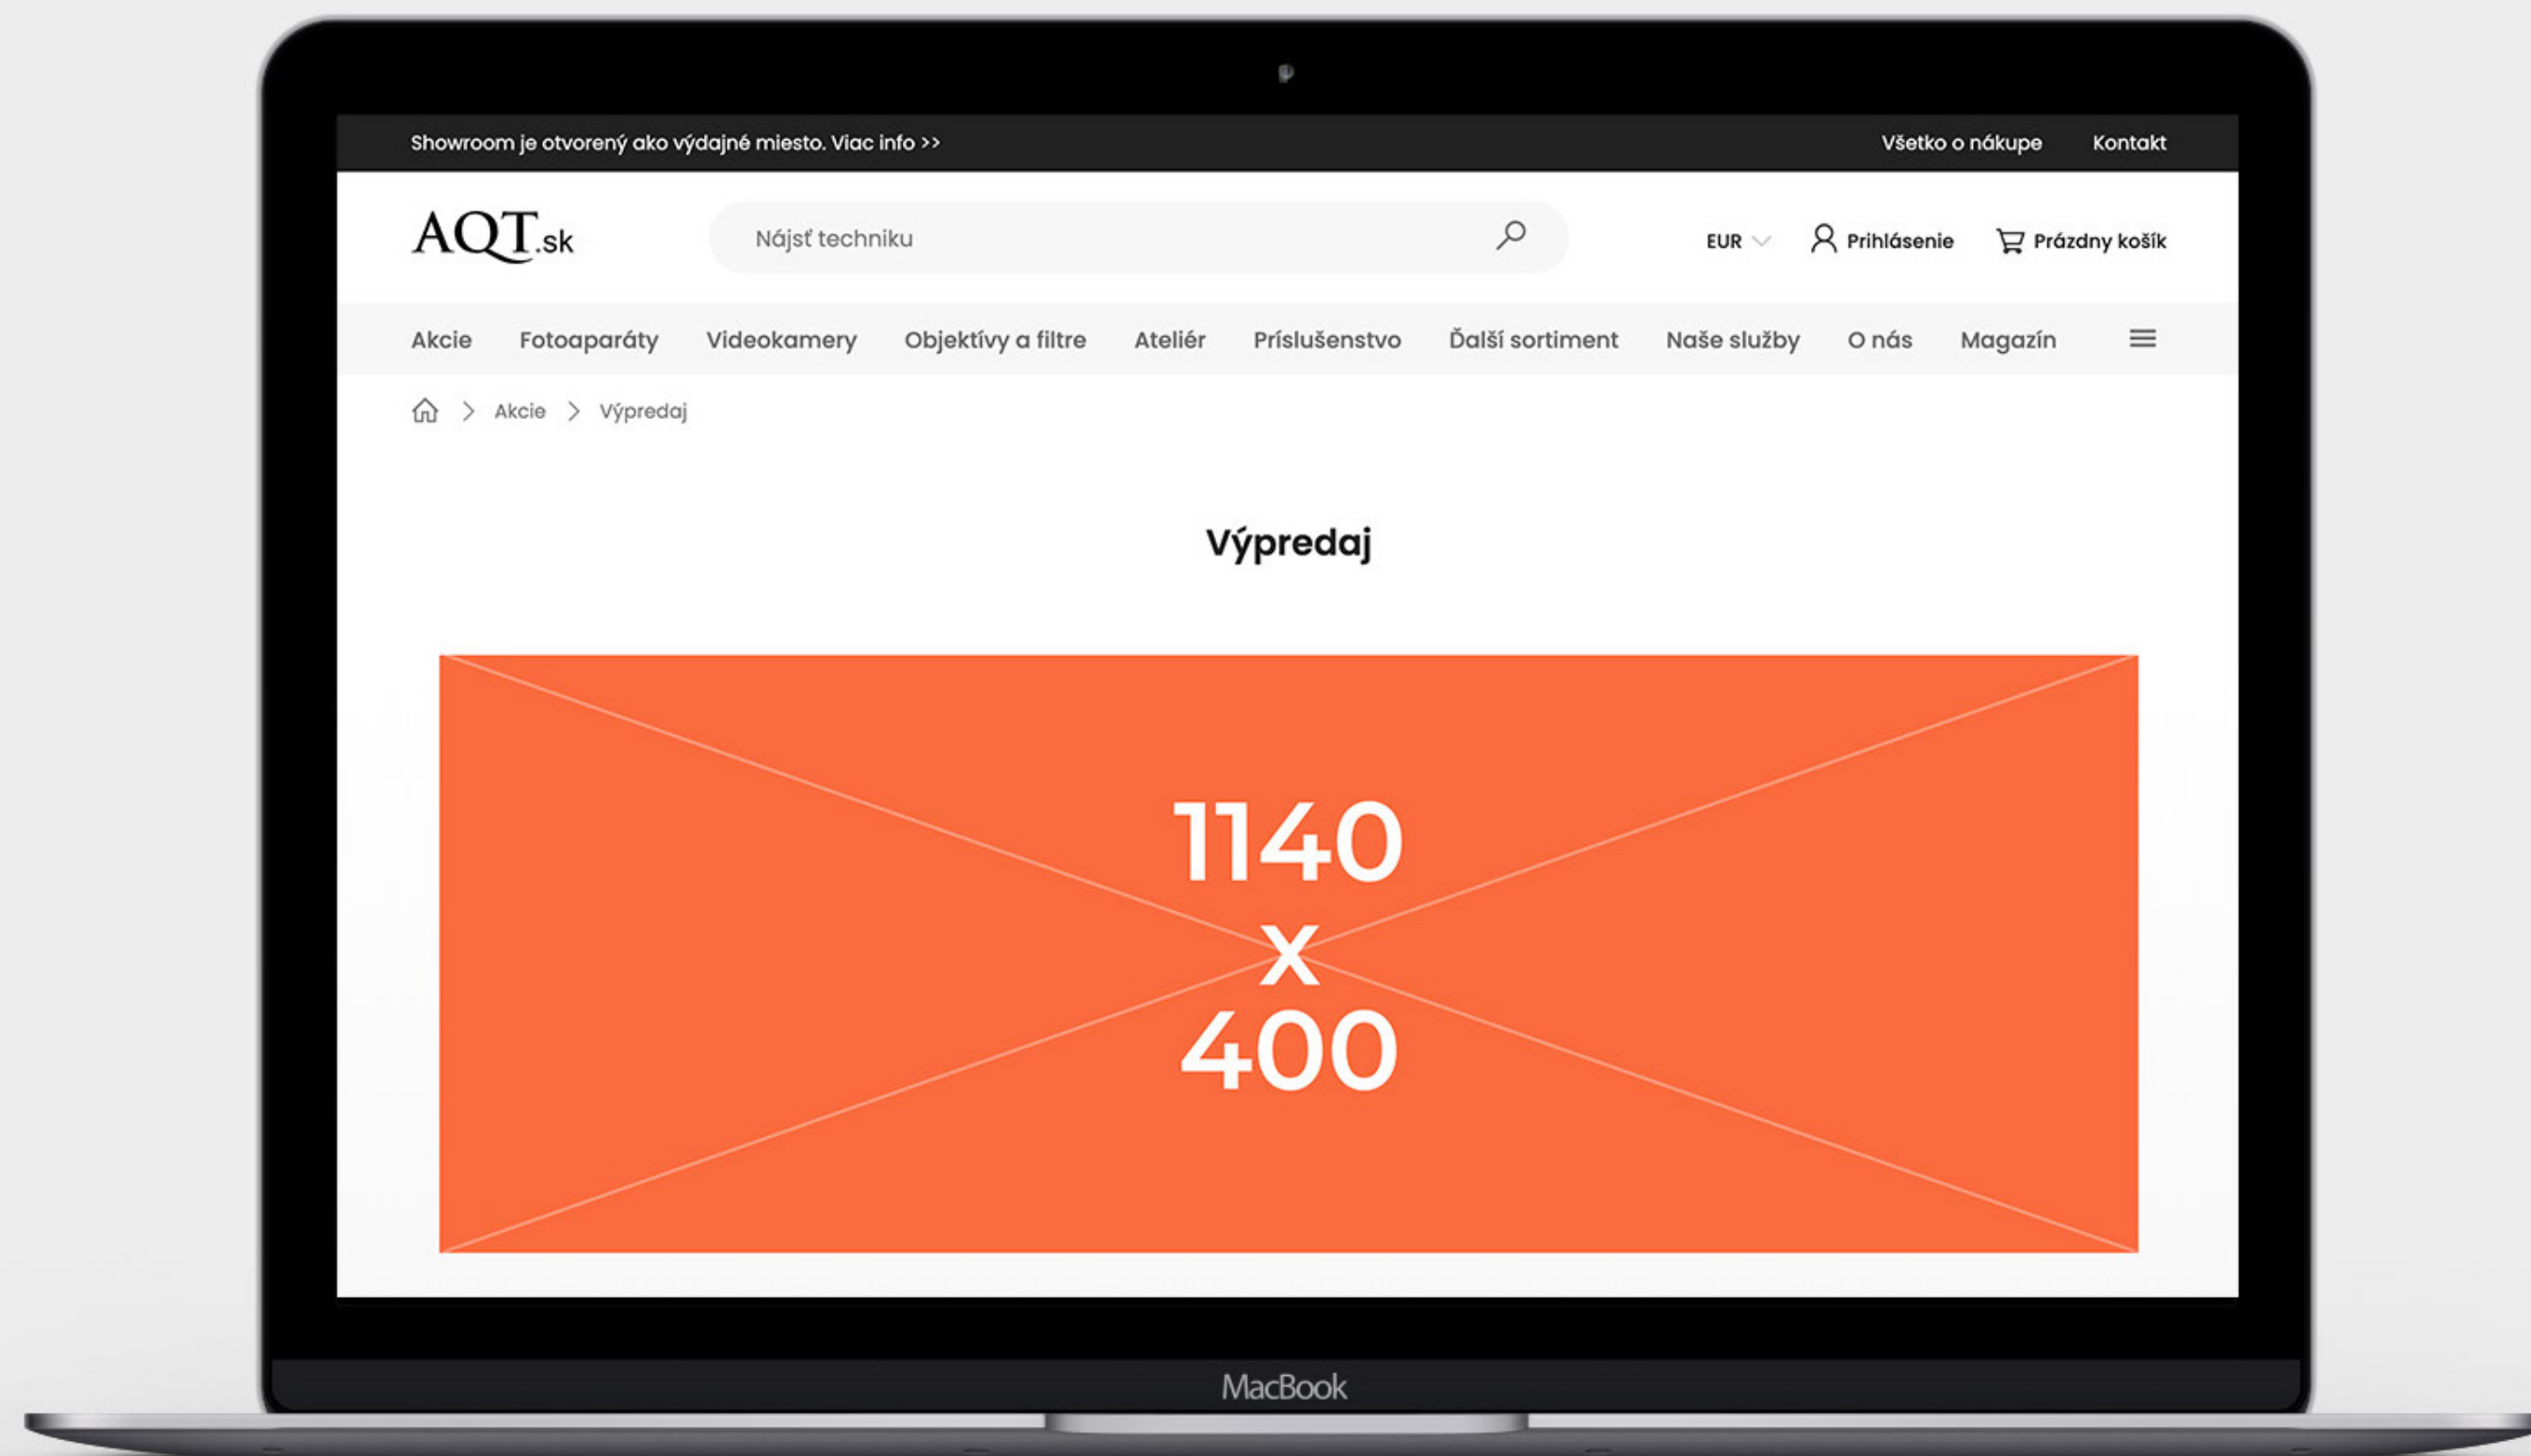 Showroom je otvorený ako výdajné miesto. Viac info >> Všetko o nákupe Kontakt
AQT.sk Nájsť techniku EUR Prihlásenie Prázdny košík
Akcie Fotoaparáty Videokamery Objektívy a filtre Ateliér Príslušenstvo Ďalší sortiment Naše služby O nás Magazín
Akcie > Výpredaj
Výpredaj
1140
x
400
MacBook